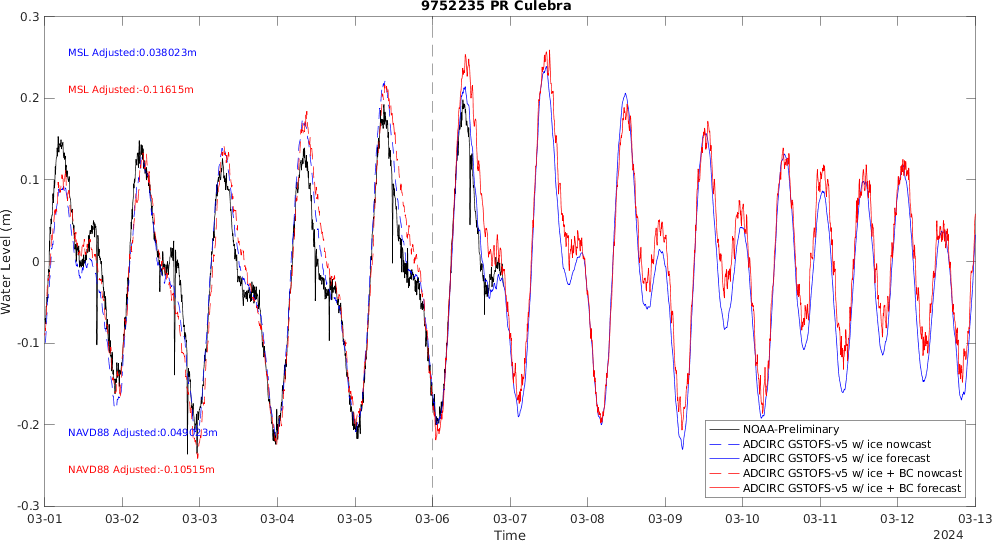 9752235 PR Culebra
0.3
0.2
0.1
0
-0.1
-0.2
-0.3
Water Level (m)
MSL Adjusted:0.038023m
MSL Adjusted:-0.11615m
NAVD88 Adjusted:0.049023m
NAVD88 Adjusted:-0.10515m
NOAA-Preliminary
ADCIRC GSTOFS-v5 w/ ice nowcast
ADCIRC GSTOFS-v5 w/ ice forecast
ADCIRC GSTOFS-v5 w/ ice + BC nowcast
ADCIRC GSTOFS-v5 w/ ice + BC forecast
03-01 03-02 03-03 03-04 03-05 03-06 03-07 03-08 03-09 03-10 03-11 03-12 03-13
Time
2024